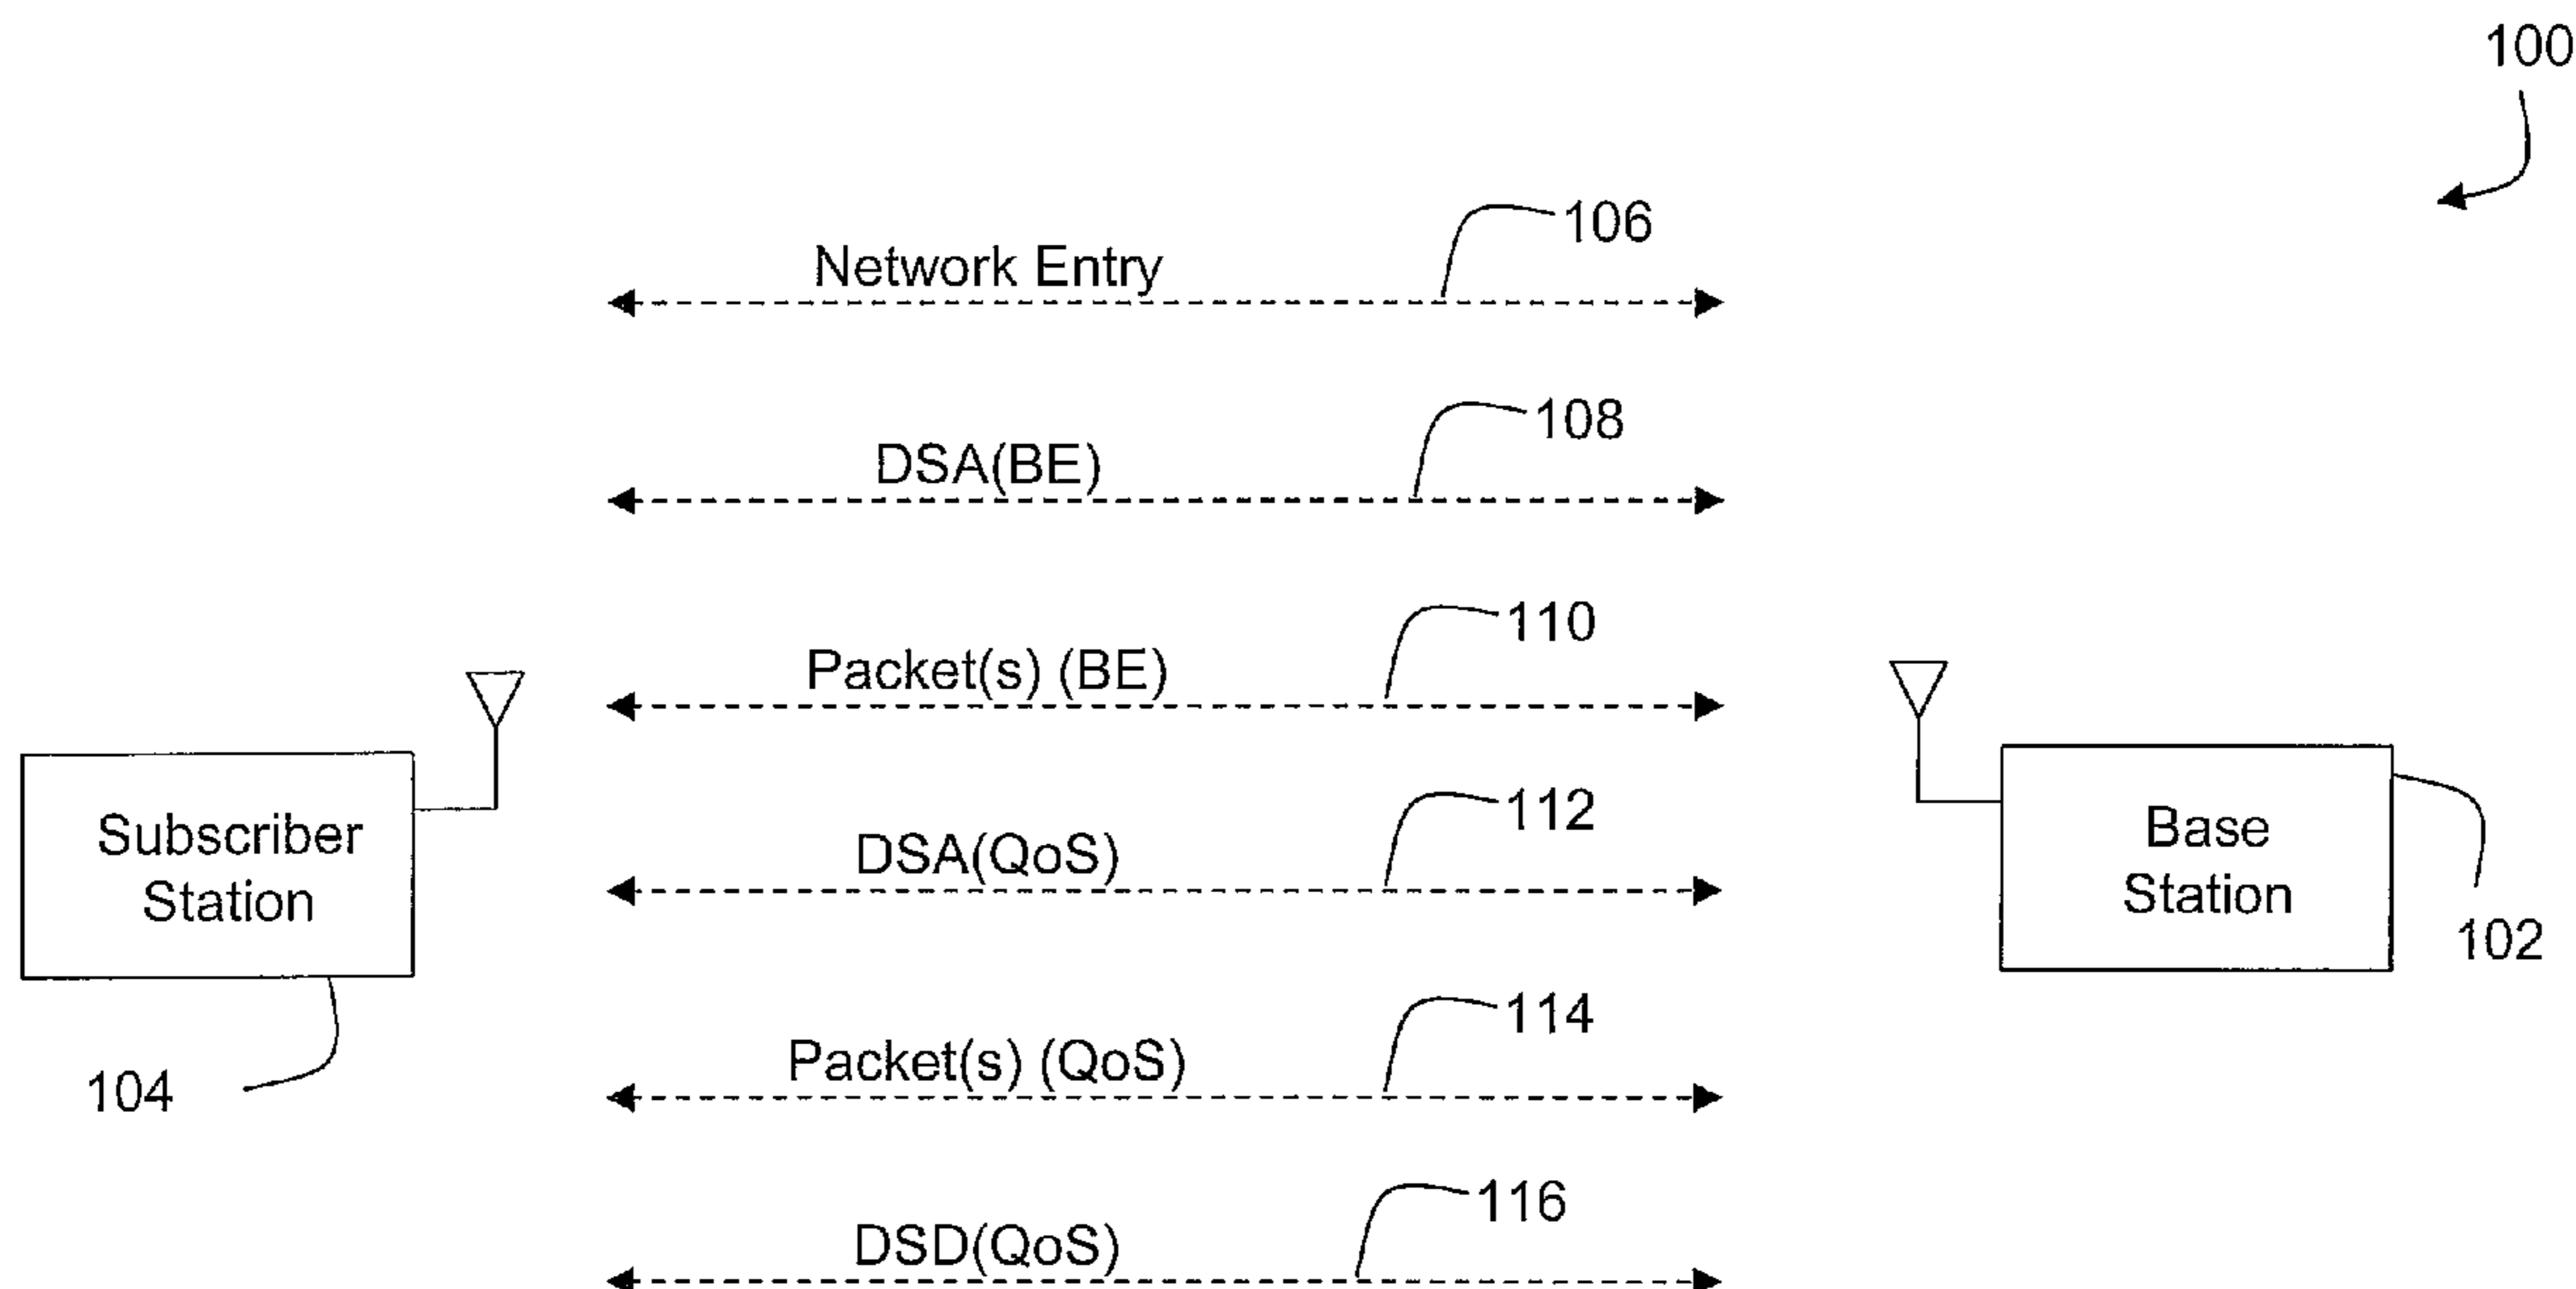 100
106
Network Entry
108
DSA(BE)
110
Packet(s) (BE)
112
DSA(QoS)
Subscriber
Station
Base
Station
102
114
Packet(s) (QoS)
104
116
DSD(QoS)